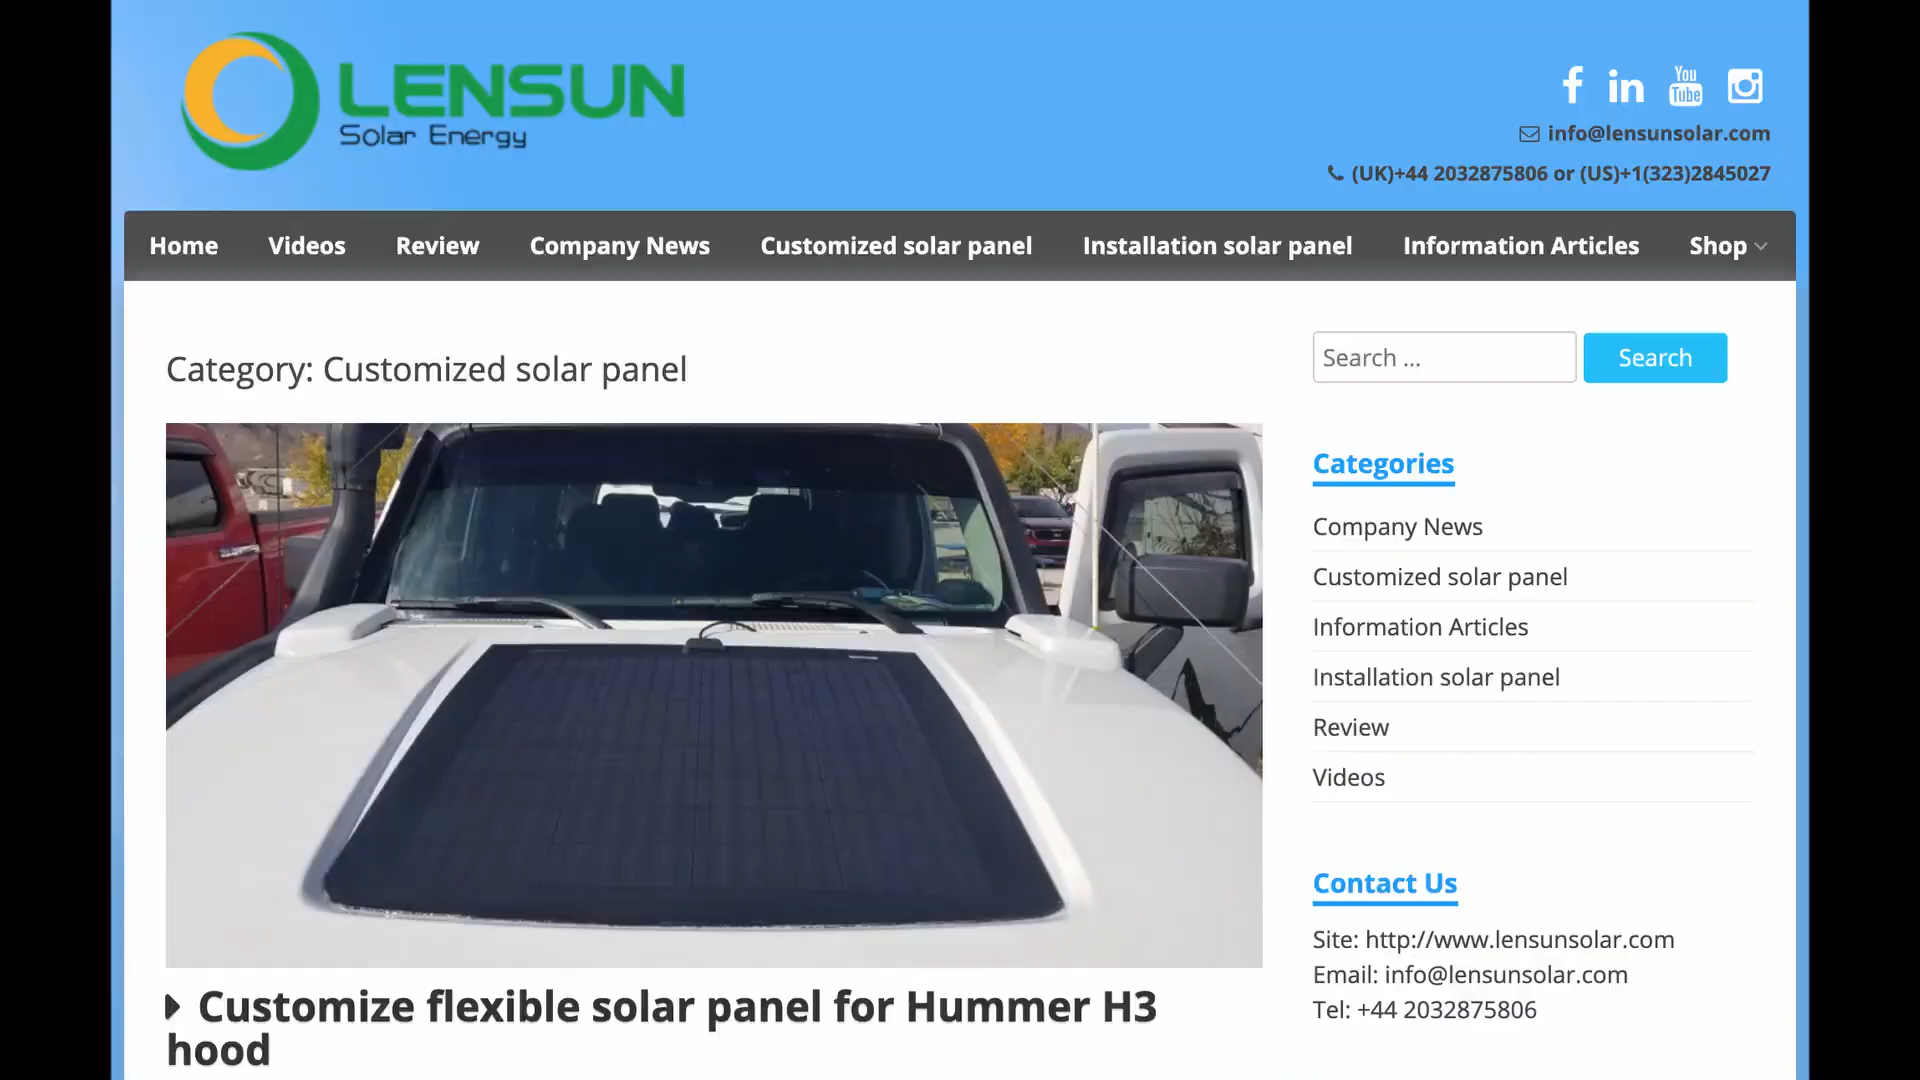 LENSUN
Solar Energy
You
Tube
info@lensunsolar.com
(UK)+44 2032875806 or (US)+1(323)2845027
Home Videos Review Company News Customized solar panel Installation solar panel Information Articles Shop
Category: Customized solar panel
Search ... Search
Categories
Company News
Customized solar panel
Information Articles
Installation solar panel
Review
Videos
Contact Us
Site: http://www.lensunsolar.com
Email: info@lensunsolar.com
Tel: +44 2032875806
Customize flexible solar panel for Hummer H3
hood